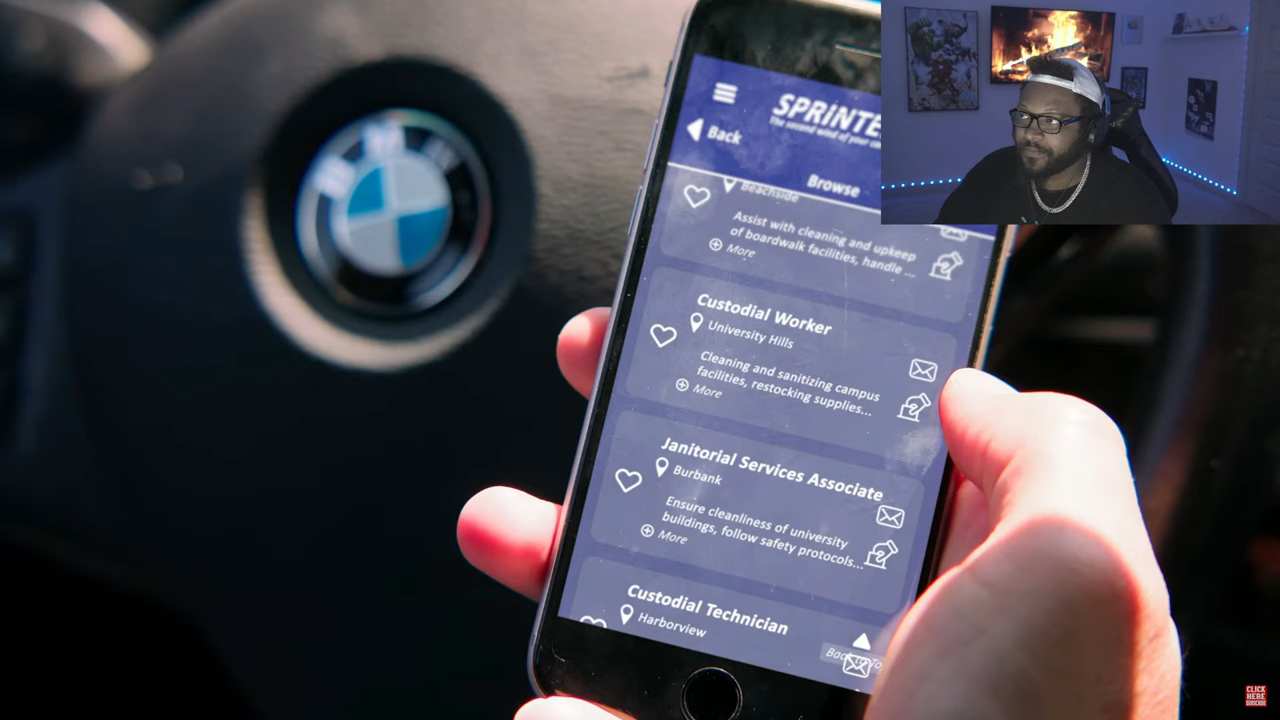 BMW
SPRINTE
The second wind of your
Back
Browse
Beachside
Assist with cleaning and upkeep
of boardwalk facilities, handle ...
More
Custodial Worker
University Hills
Cleaning and sanitizing campus
facilities, restocking supplies...
More
Janitorial Services Associate
Burbank
Ensure cleanliness of university
buildings, follow safety protocols...
More
Custodial Technician
Harborview
CLICK
HERE
SUBSCRIBE